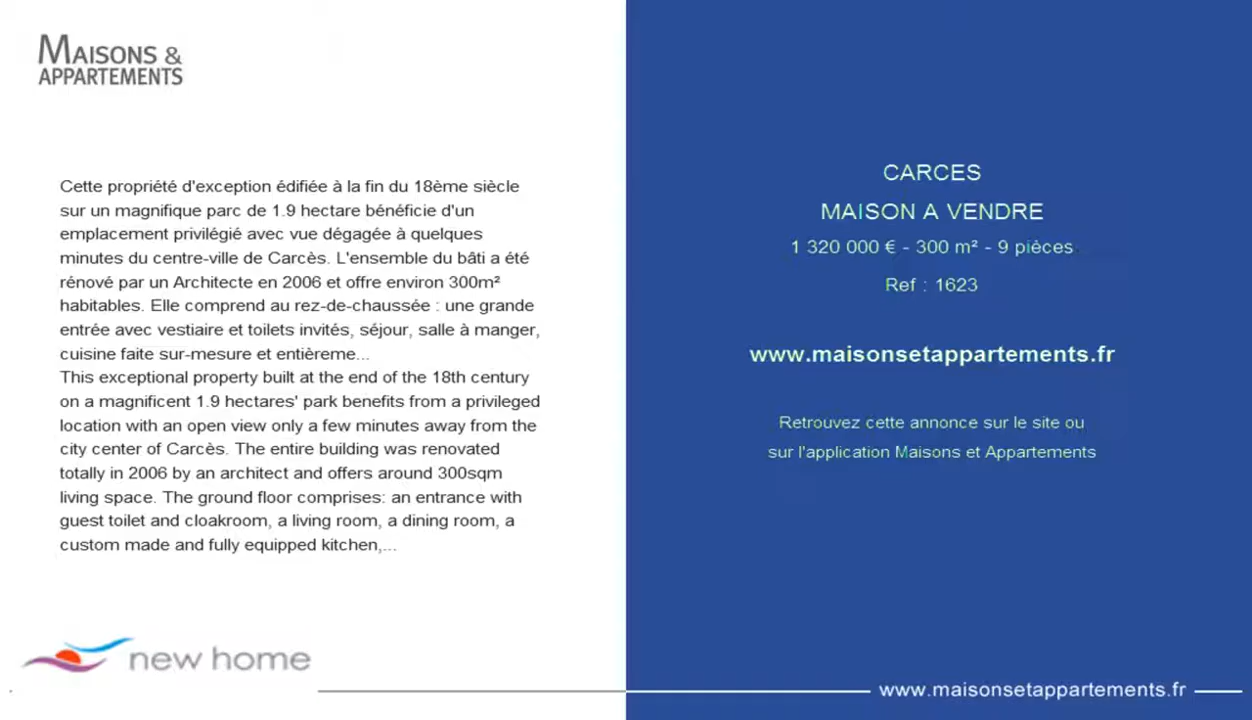 MAISONS &
APPARTEMENTS
Cette propriété d'exception édifiée à la fin du 18ème siècle
sur un magnifique parc de 1.9 hectare bénéficie d'un
emplacement privilégié avec vue dégagée à quelques
minutes du centre-ville de Carcès. L'ensemble du bâti a été
rénové par un Architecte en 2006 et offre environ 300m²
habitables. Elle comprend au rez-de-chaussée : une grande
entrée avec vestiaire et toilets invités, séjour, salle à manger,
cuisine faite sur-mesure et entièreme...
This exceptional property built at the end of the 18th century
on a magnificent 1.9 hectares' park benefits from a privileged
location with an open view only a few minutes away from the
city center of Carcès. The entire building was renovated
totally in 2006 by an architect and offers around 300sqm
living space. The ground floor comprises: an entrance with
guest toilet and cloakroom, a living room, a dining room, a
custom made and fully equipped kitchen,...
new home
CARCES
MAISON A VENDRE
1 320 000 € - 300 m² - 9 pièces
Ref : 1623
www.maisonsetappartements.fr
Retrouvez cette annonce sur le site ou
sur l'application Maisons et Appartements
www.maisonsetappartements.fr